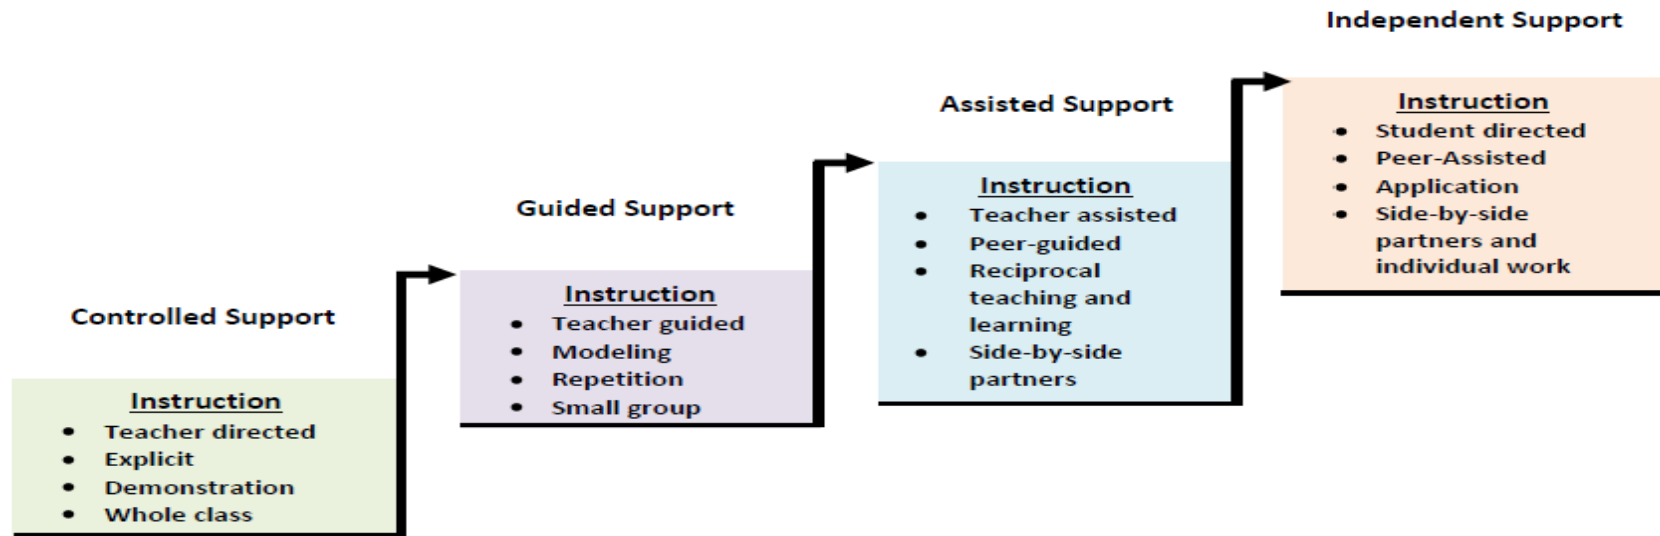 Controlled Support
Instruction
• Teacher directed
• Explicit
• Demonstration
• Whole class
Guided Support
Instruction
• Teacher guided
• Modeling
• Repetition
• Small group
Assisted Support
Instruction
• Teacher assisted
• Peer-guided
• Reciprocal
teaching and
learning
• Side-by-side
partners
Independent Support
Instruction
• Student directed
• Peer-Assisted
• Application
• Side-by-side
partners and
individual work